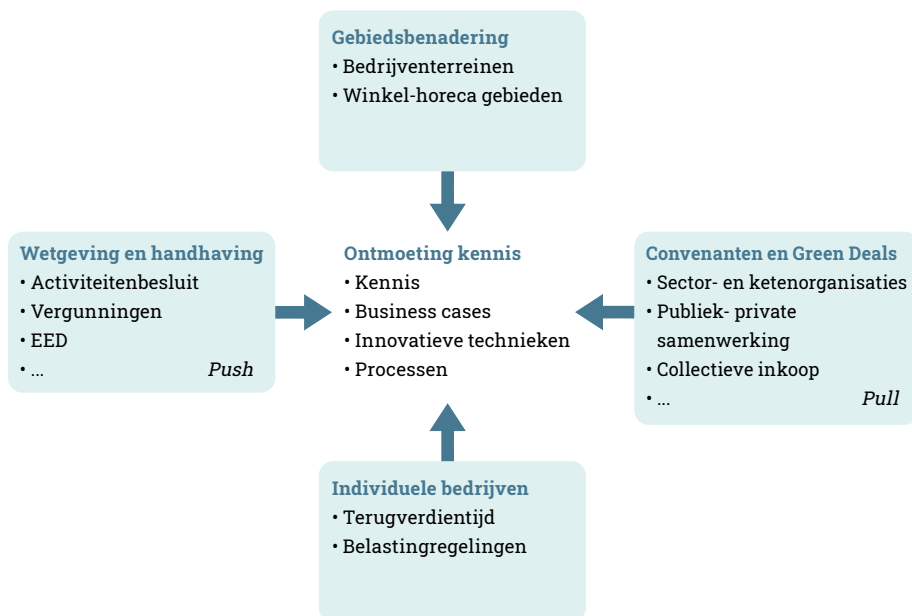 Gebiedsbenadering
• Bedrijventerreinen
• Winkel-horeca gebieden
Wetgeving en handhaving
• Activiteitenbesluit
• Vergunningen
• EED
• ... Push
Ontmoeting kennis
• Kennis
• Business cases
• Innovatieve technieken
• Processen
Convenanten en Green Deals
• Sector- en ketenorganisaties
• Publiek- private
samenwerking
• Collectieve inkoop
• ... Pull
Individuele bedrijven
• Terugverdientijd
• Belastingregelingen